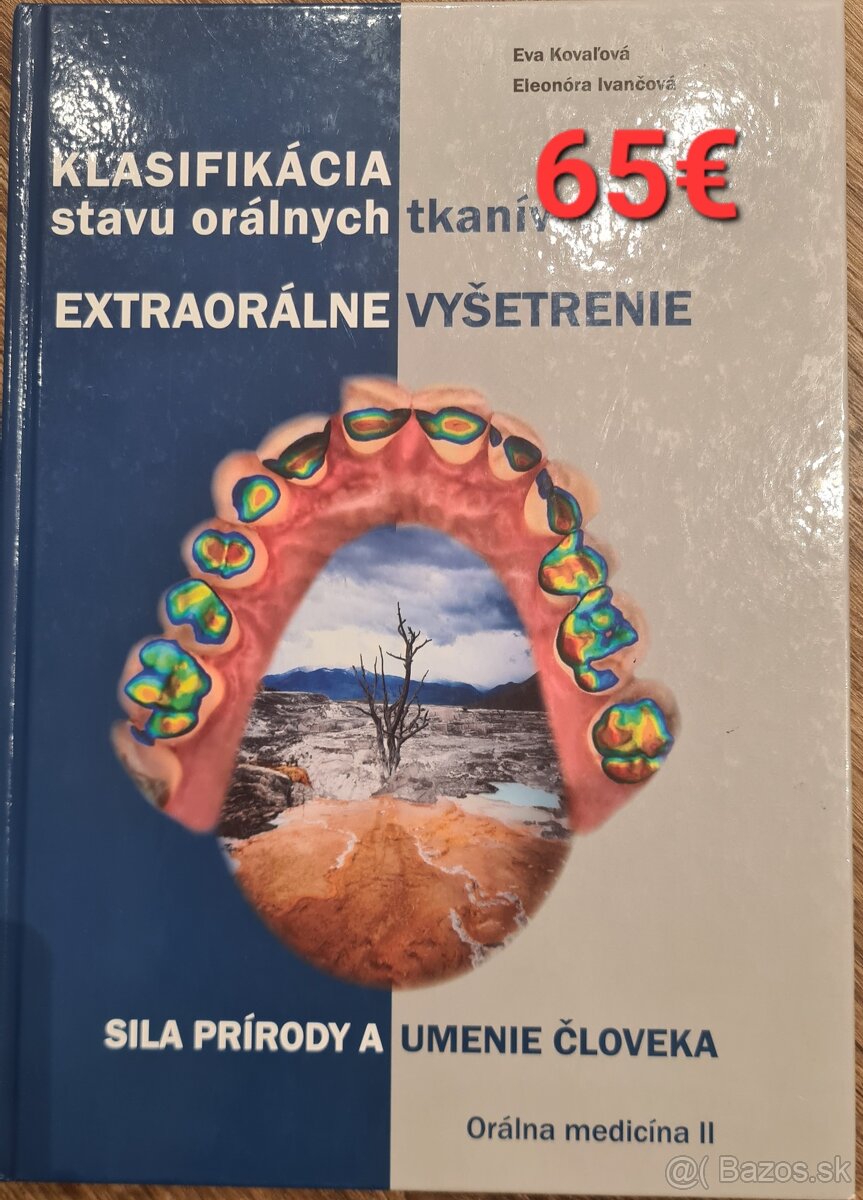 Eva Kovaľová
Eleonóra Ivančová
65€
KLASIFIKÁCIA
stavu orálnych tkanív
EXTRAORÁLNE VYŠETRENIE
SILA PRÍRODY A UMENIE ČLOVEKA
Orálna medicína II
@( Bazos.sk